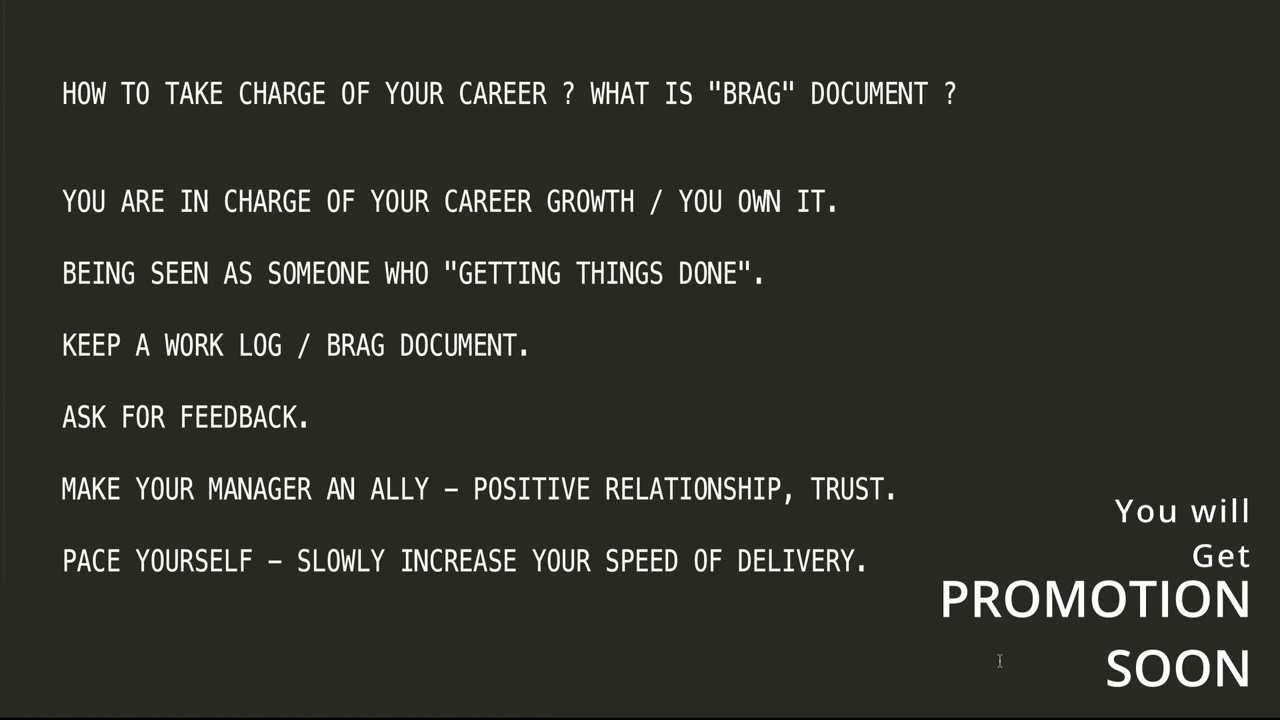 HOW TO TAKE CHARGE OF YOUR CAREER ? WHAT IS "BRAG" DOCUMENT ?
YOU ARE IN CHARGE OF YOUR CAREER GROWTH / YOU OWN IT.
BEING SEEN AS SOMEONE WHO "GETTING THINGS DONE".
KEEP A WORK LOG / BRAG DOCUMENT.
ASK FOR FEEDBACK.
MAKE YOUR MANAGER AN ALLY – POSITIVE RELATIONSHIP, TRUST.
PACE YOURSELF – SLOWLY INCREASE YOUR SPEED OF DELIVERY.
You will
Get
PROMOTION
SOON